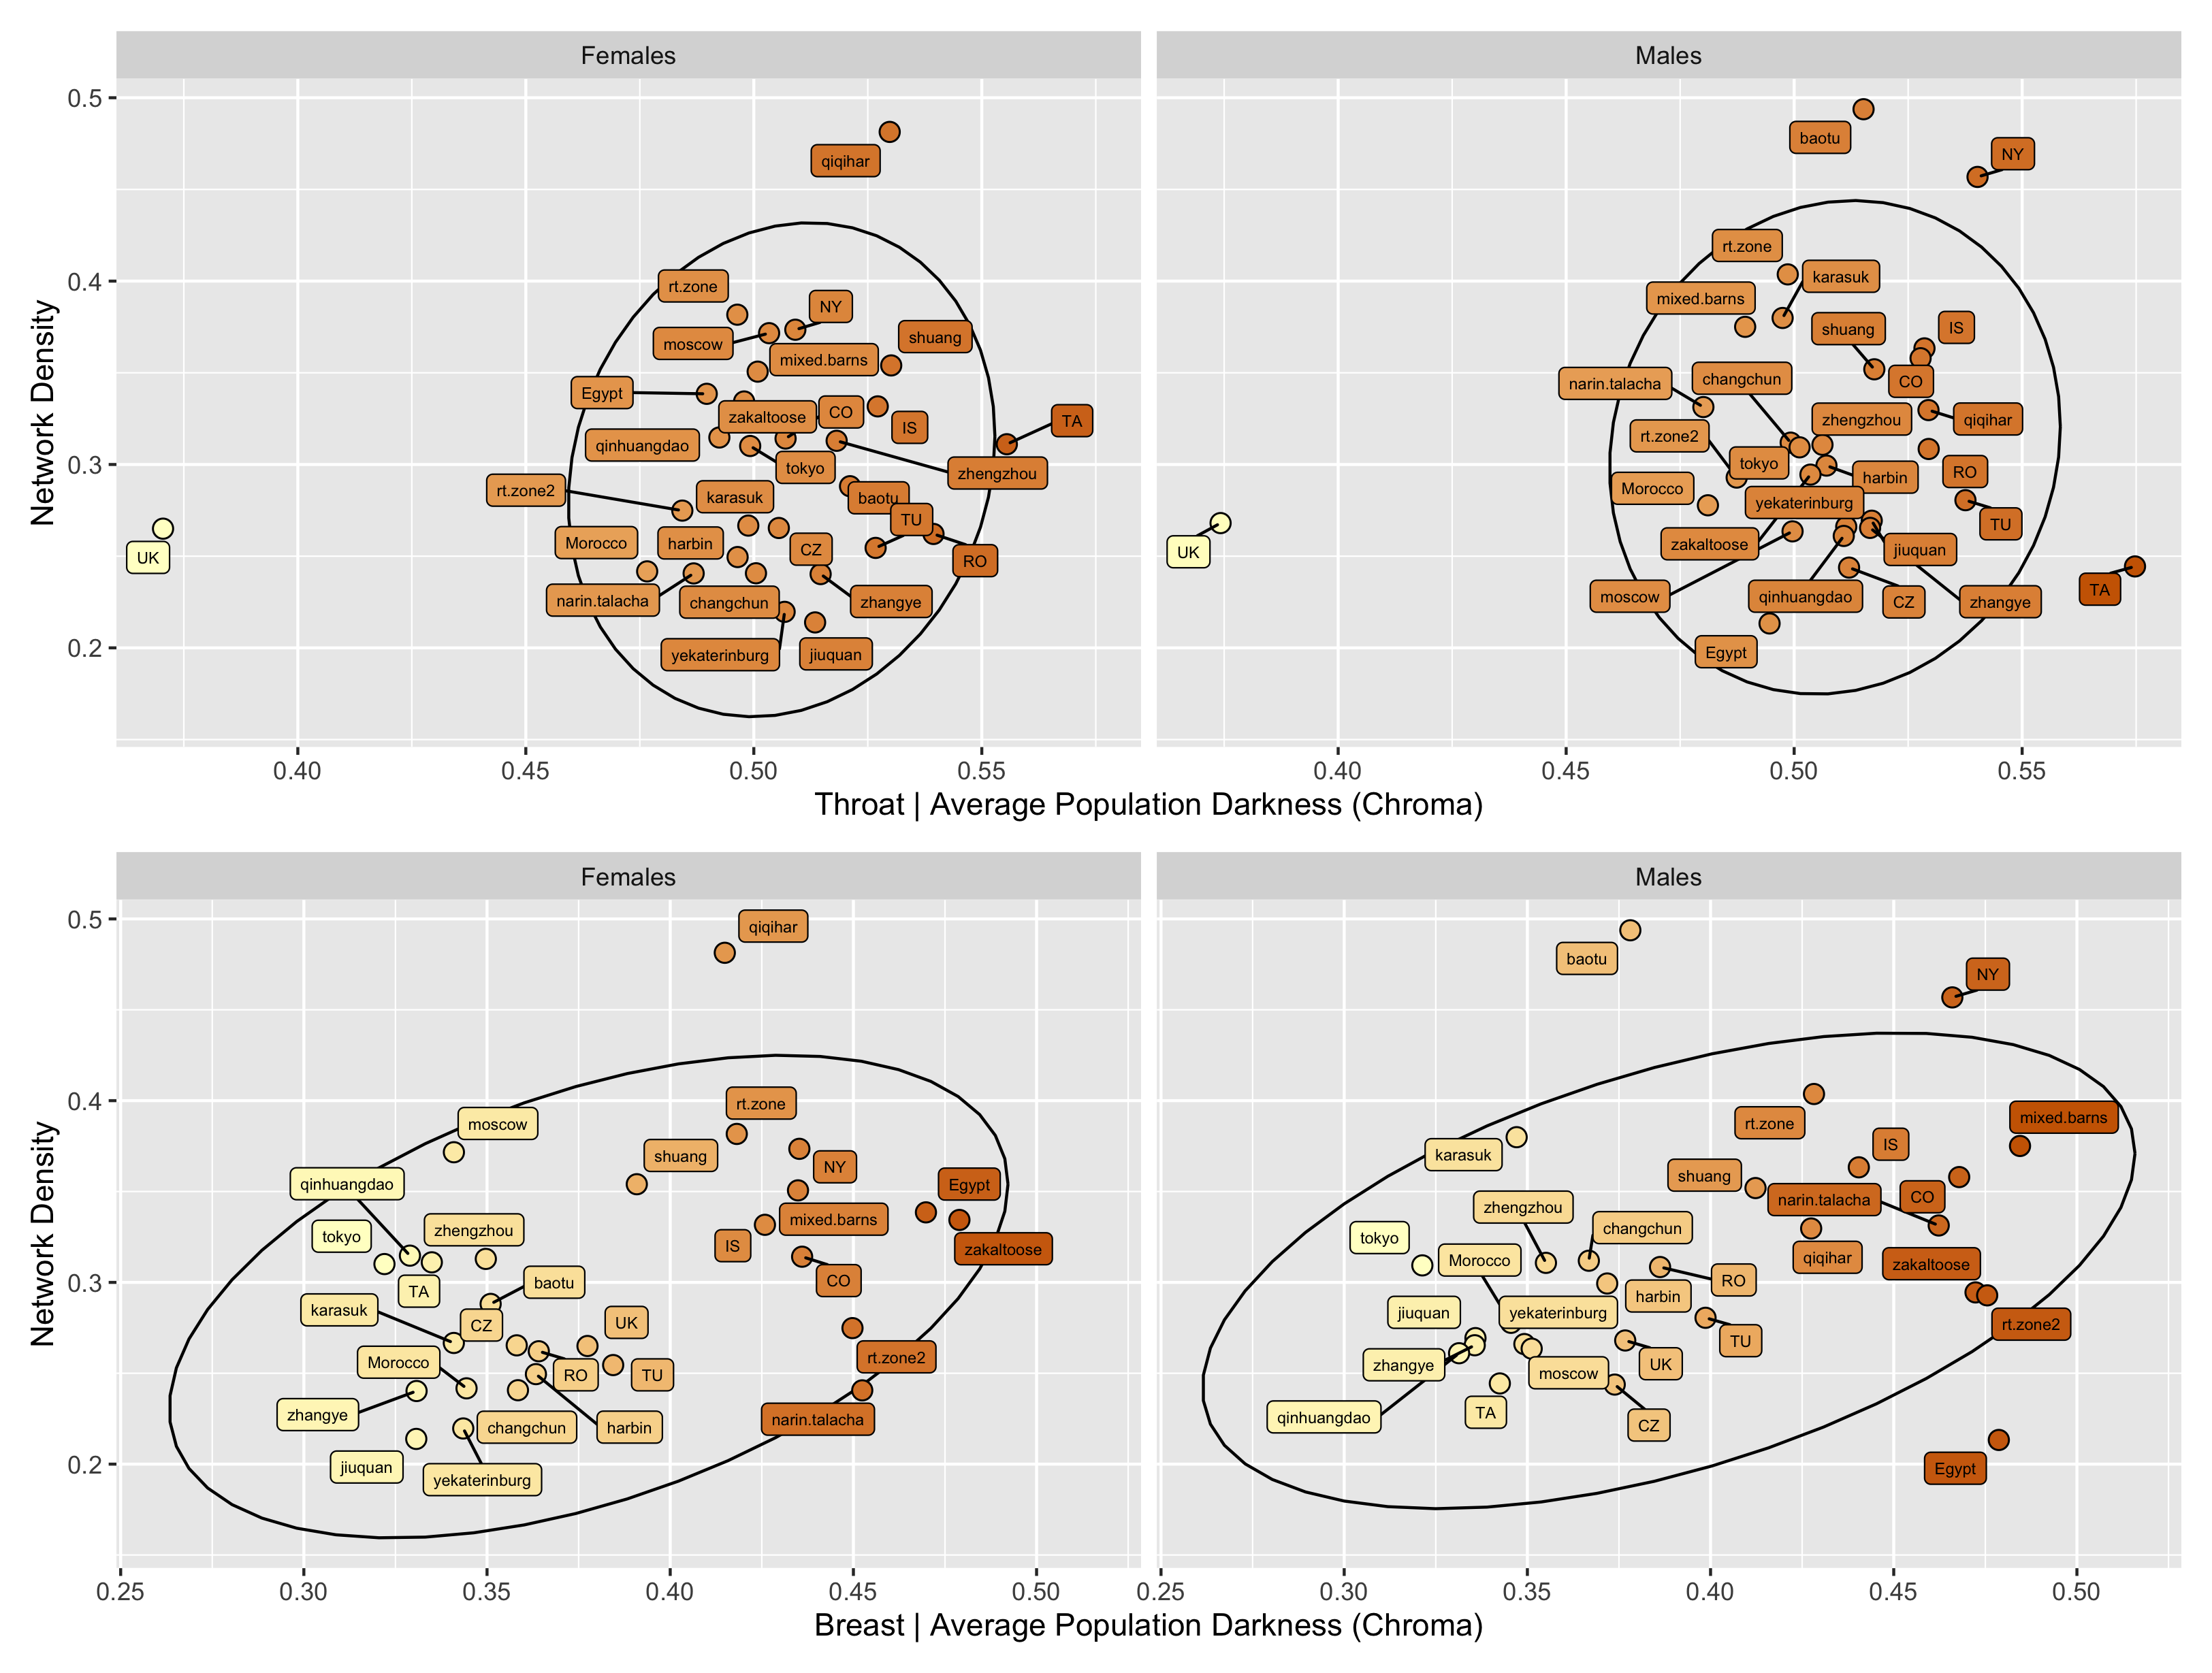 Females
Males
Network Density
0.5
0.4
0.3
0.2
qiqihar
rt.zone
NY
moscow
shuang
mixed.barns
Egypt
zakaltoose
CO
IS
TA
qinhuangdao
tokyo
zhengzhou
rt.zone2
karasuk
baotu
TU
Morocco
harbin
CZ
RO
UK
narin.talacha
changchun
zhangye
yekaterinburg
jiuquan
baotu
NY
rt.zone
karasuk
mixed.barns
shuang
IS
narin.talacha
changchun
CO
zhengzhou
qiqihar
rt.zone2
tokyo
RO
Morocco
harbin
yekaterinburg
TU
zakaltoose
jiuquan
UK
moscow
qinhuangdao
CZ
zhangye
TA
Egypt
0.40
0.45
0.50
0.55
0.40
0.45
0.50
0.55
Throat | Average Population Darkness (Chroma)
Females
Males
Network Density
0.5
0.4
0.3
0.2
qiqihar
rt.zone
moscow
shuang
NY
qinhuangdao
Egypt
tokyo
zhengzhou
mixed.barns
IS
zakaltoose
TA
baotu
CO
karasuk
CZ
UK
Morocco
RO
TU
rt.zone2
zhangye
changchun
harbin
narin.talacha
jiuquan
yekaterinburg
baotu
NY
rt.zone
mixed.barns
karasuk
IS
shuang
narin.talacha
CO
zhengzhou
changchun
tokyo
Morocco
qiqihar
zakaltoose
RO
harbin
jiuquan
yekaterinburg
rt.zone2
TU
zhangye
moscow
UK
qinhuangdao
TA
CZ
Egypt
0.25
0.30
0.35
0.40
0.45
0.50
0.25
0.30
0.35
0.40
0.45
0.50
Breast | Average Population Darkness (Chroma)